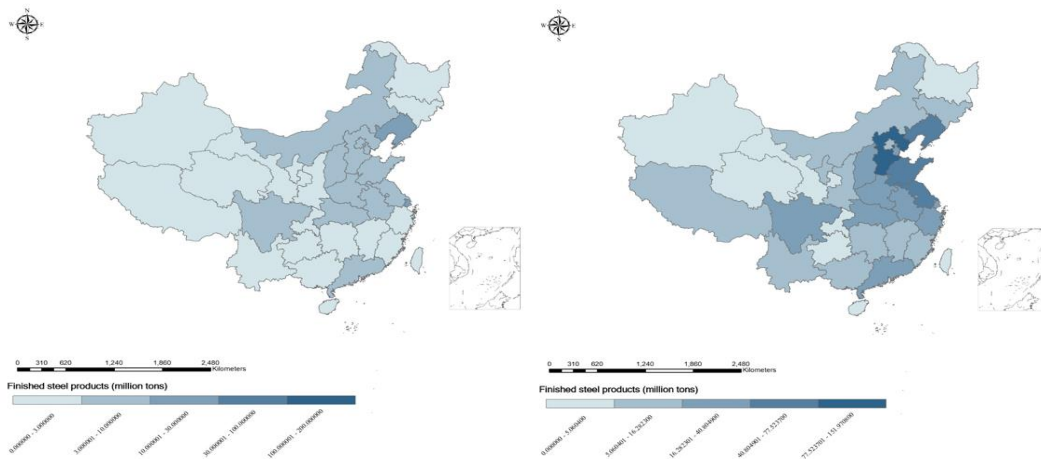 N
W E
S
0 310 620 1,240 1,860 2,480
Kilometers
Finished steel products (million tons)
0.000000 - 3.000000
3.000001 - 10.000000
10.000001 - 30.000000
30.000001 - 100.000000
100.000001 - 200.000000
N
W E
S
0 310 620 1,240 1,860 2,480
Kilometers
Finished steel products (million tons)
0.000000 - 5.060400
5.060401 - 16.282300
16.282301 - 40.804900
40.804901 - 77.523700
77.523701 - 151.970600